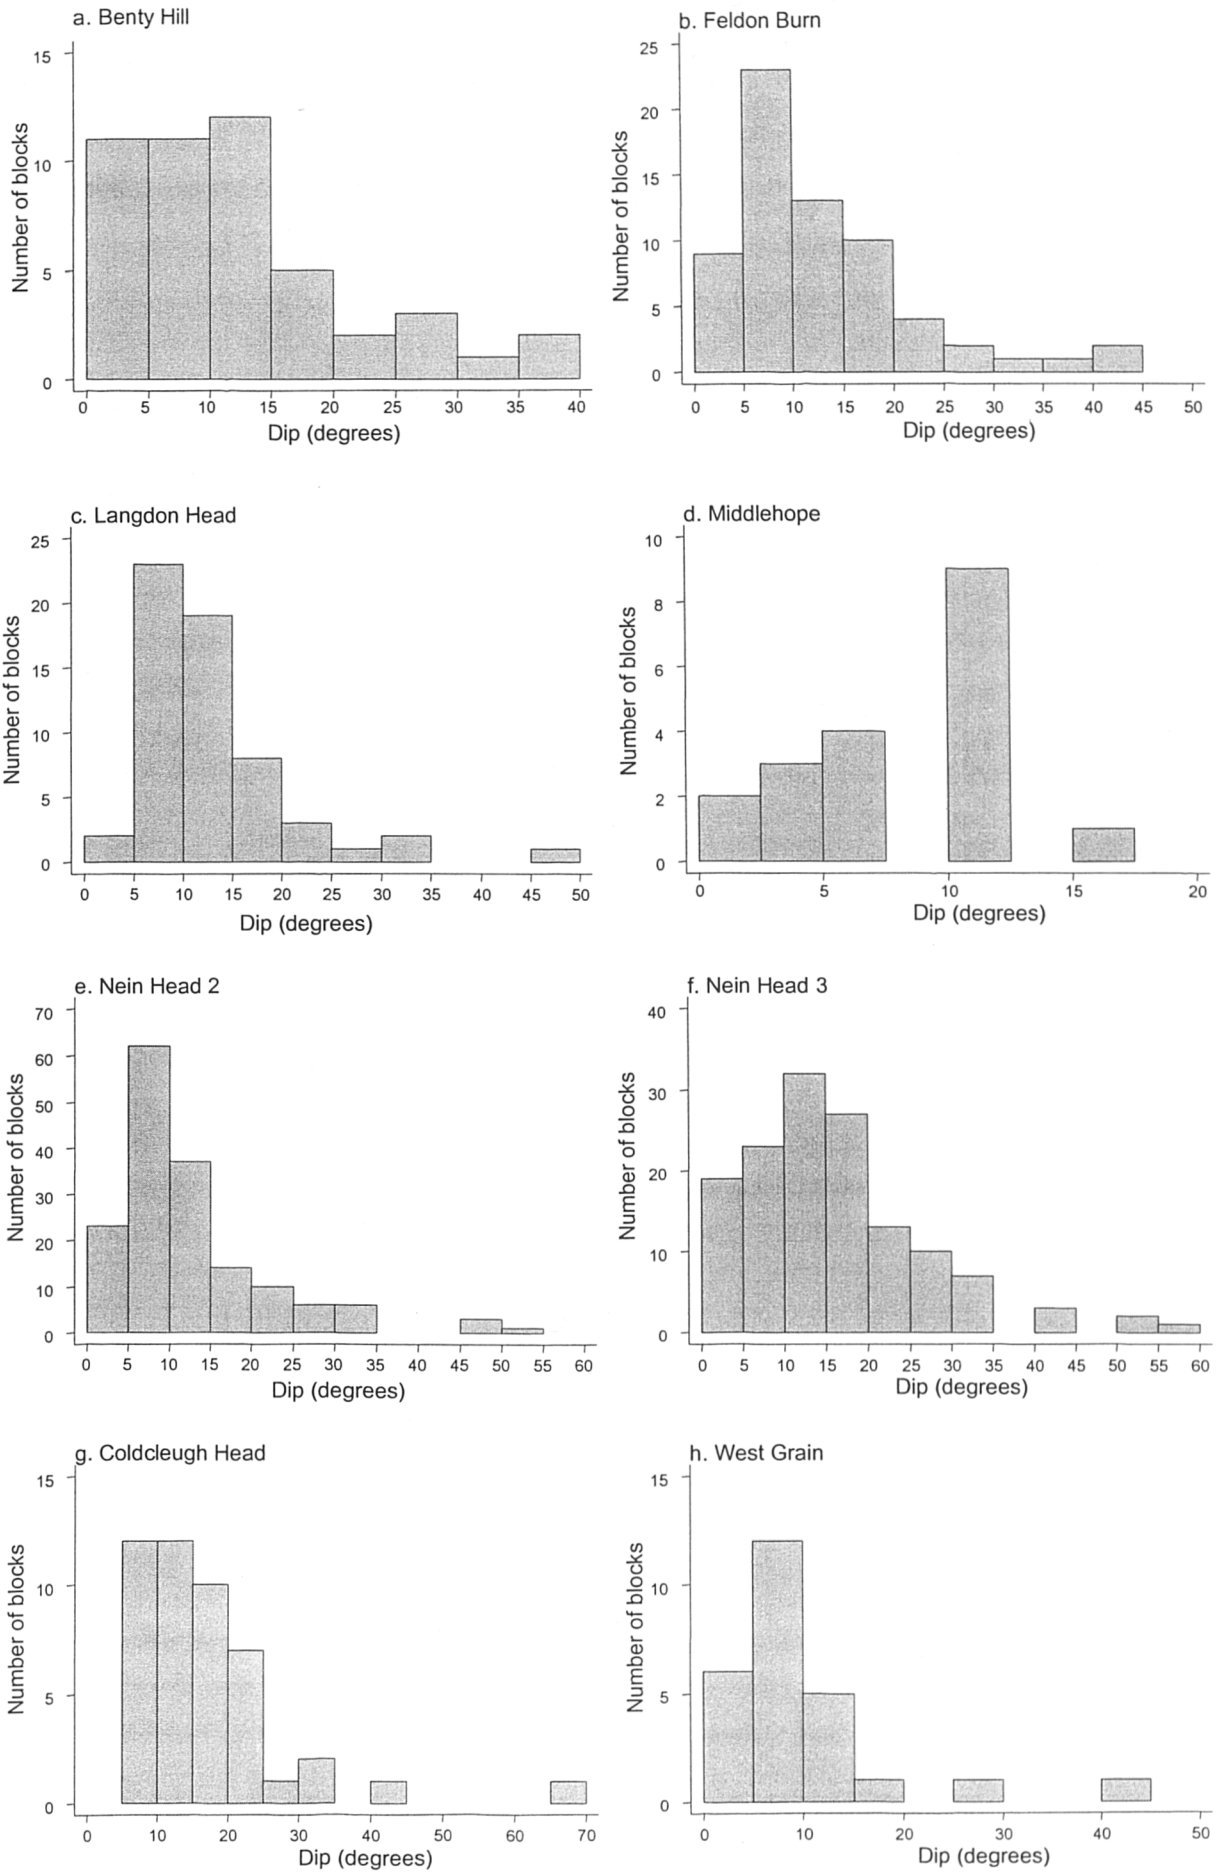 a. Benty Hill
15
10
5
0
Number of blocks
0 5 10 15 20 25 30 35 40
Dip (degrees)
b. Feldon Burn
25
20
15
10
5
0
Number of blocks
0 5 10 15 20 25 30 35 40 45 50
Dip (degrees)
c. Langdon Head
25
20
15
10
5
0
Number of blocks
0 5 10 15 20 25 30 35 40 45 50
Dip (degrees)
d. Middlehope
10
8
6
4
2
0
Number of blocks
0 5 10 15 20
Dip (degrees)
e. Nein Head 2
70
60
50
40
30
20
10
0
Number of blocks
0 5 10 15 20 25 30 35 40 45 50 55 60
Dip (degrees)
f. Nein Head 3
40
30
20
10
0
Number of blocks
0 5 10 15 20 25 30 35 40 45 50 55 60
Dip (degrees)
g. Coldcleugh Head
15
10
5
0
Number of blocks
0 10 20 30 40 50 60 70
Dip (degrees)
h. West Grain
15
10
5
0
Number of blocks
0 10 20 30 40 50
Dip (degrees)